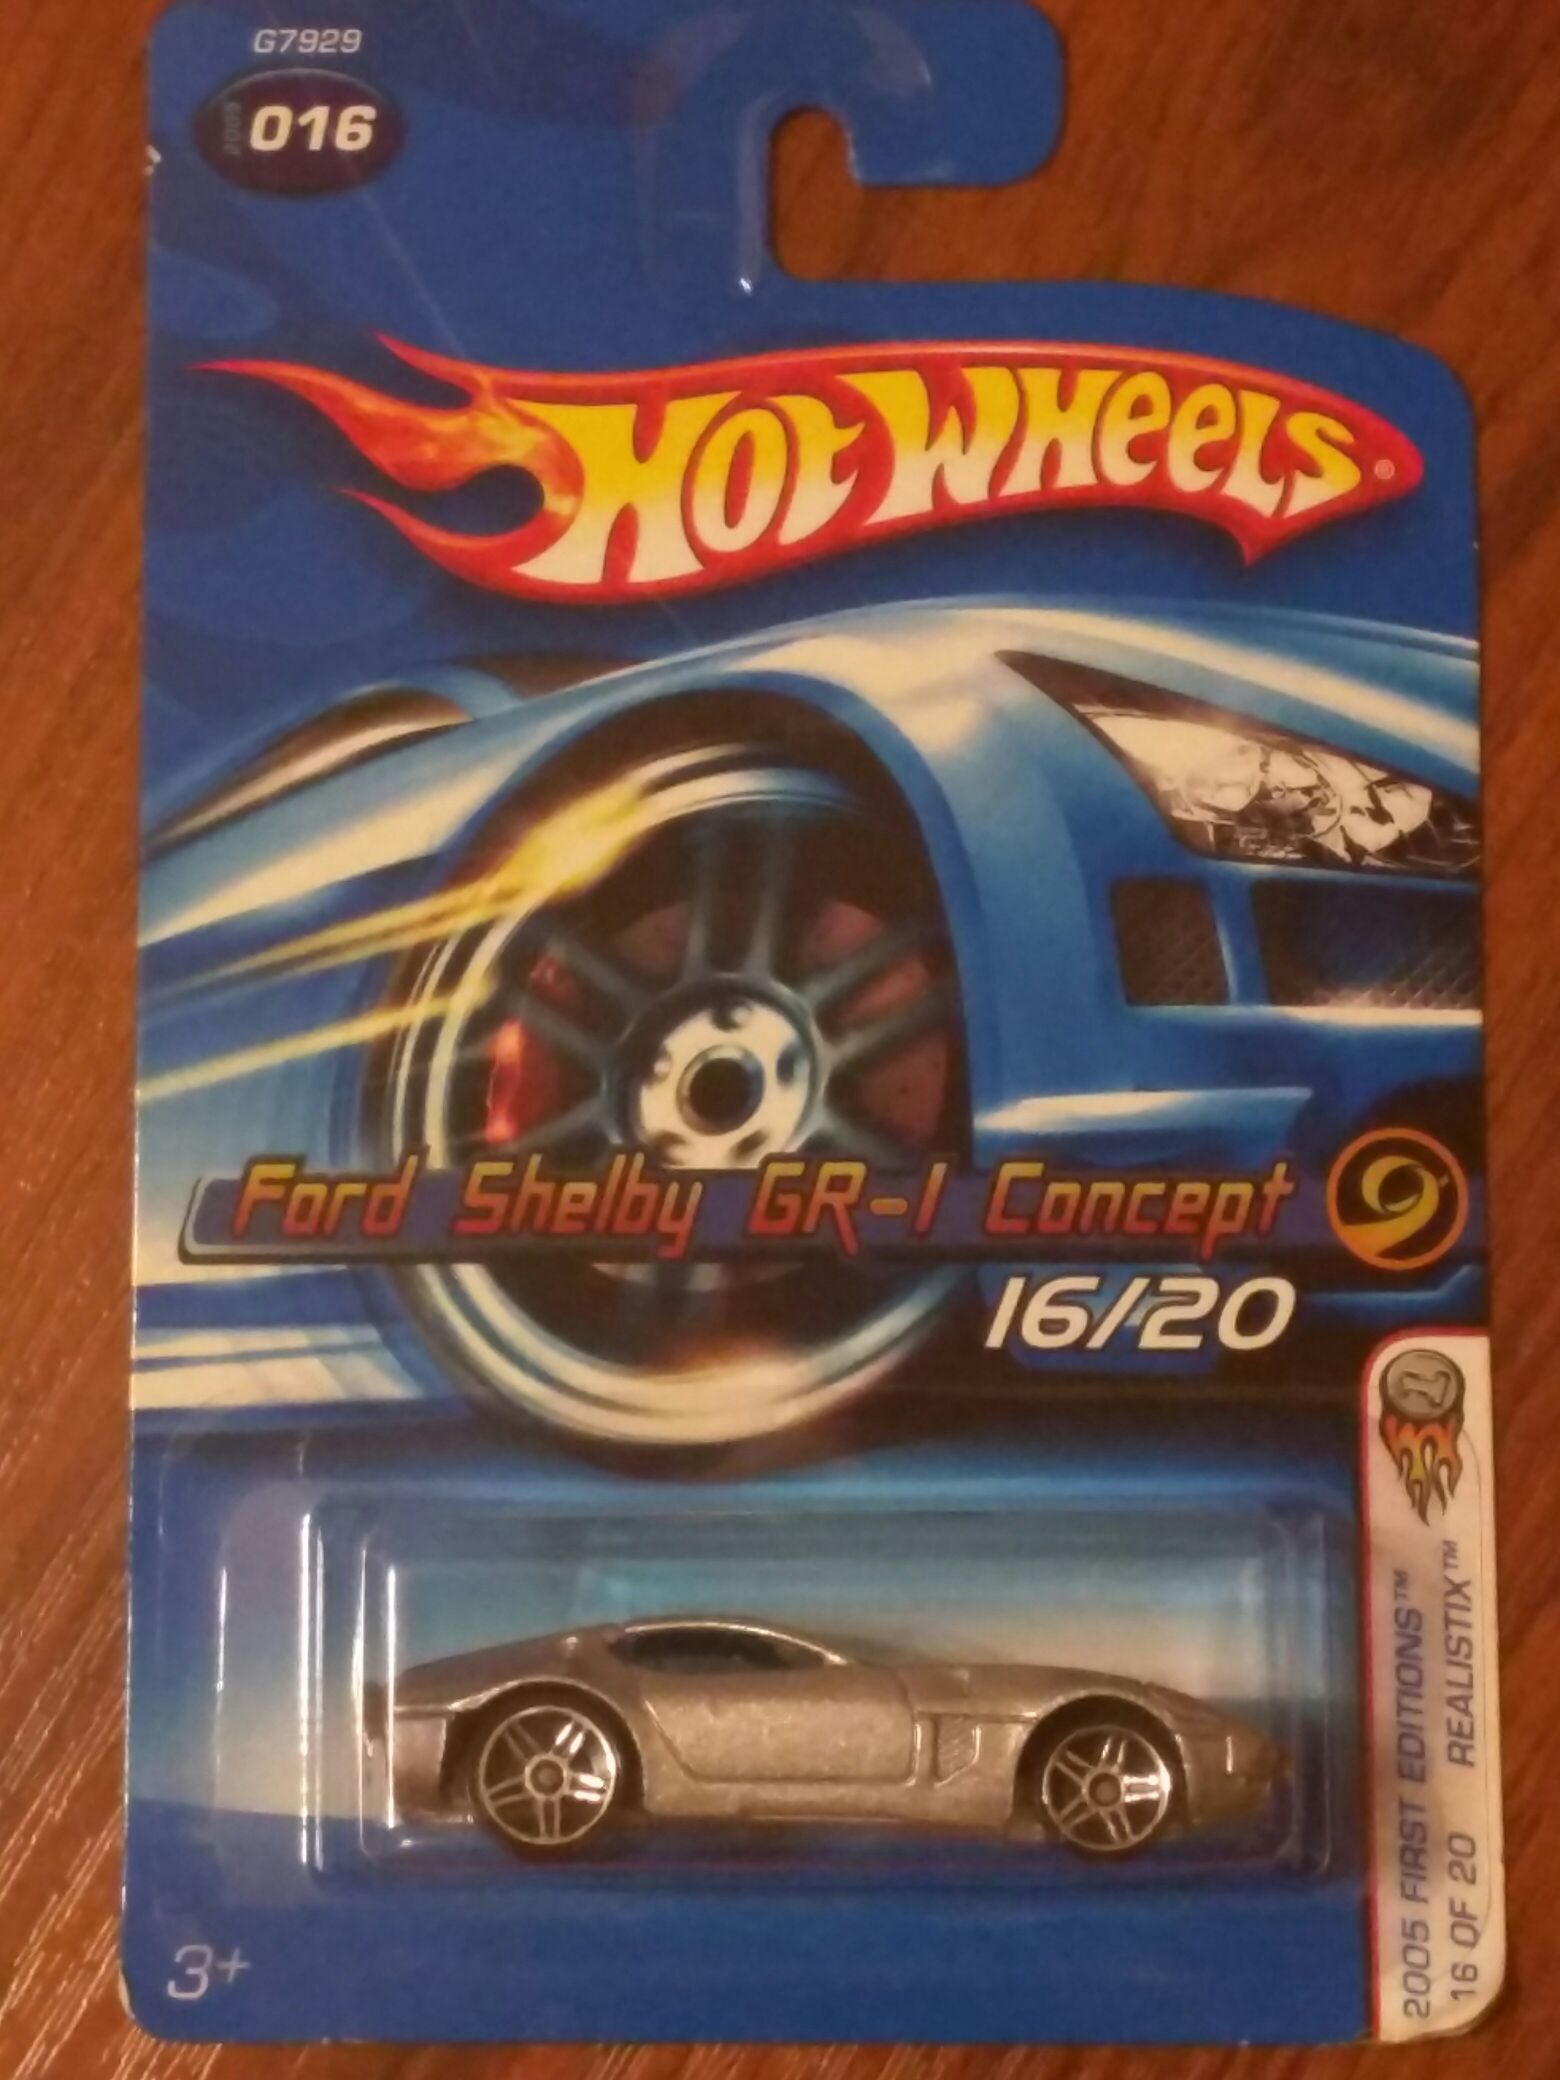 G7929
2005 016
HOT WHEELS®
Ford Shelby GR-1 Concept
16/20
2005 FIRST EDITIONS™
16 OF 20 REALISTIX™
3+